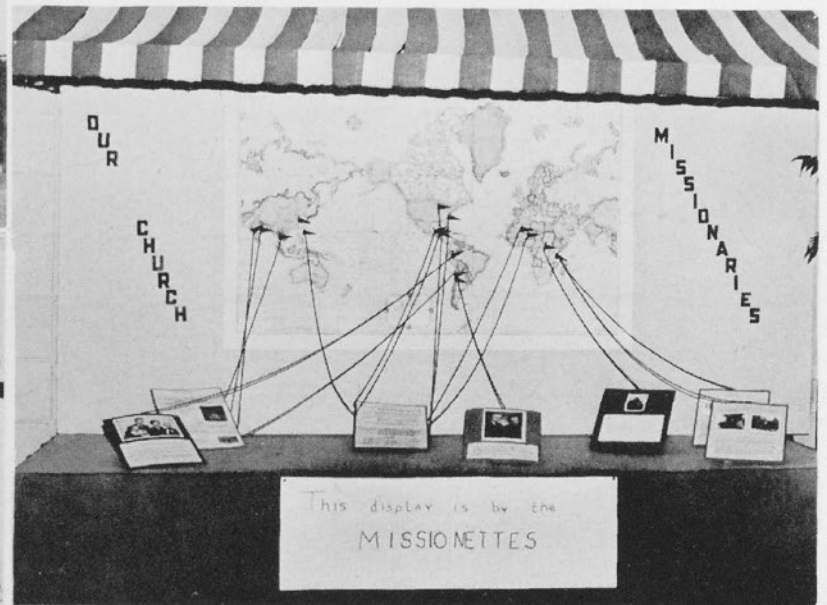 OUR
CHURCH
MISSIONARIES
This display is by the
MISSIONETTES